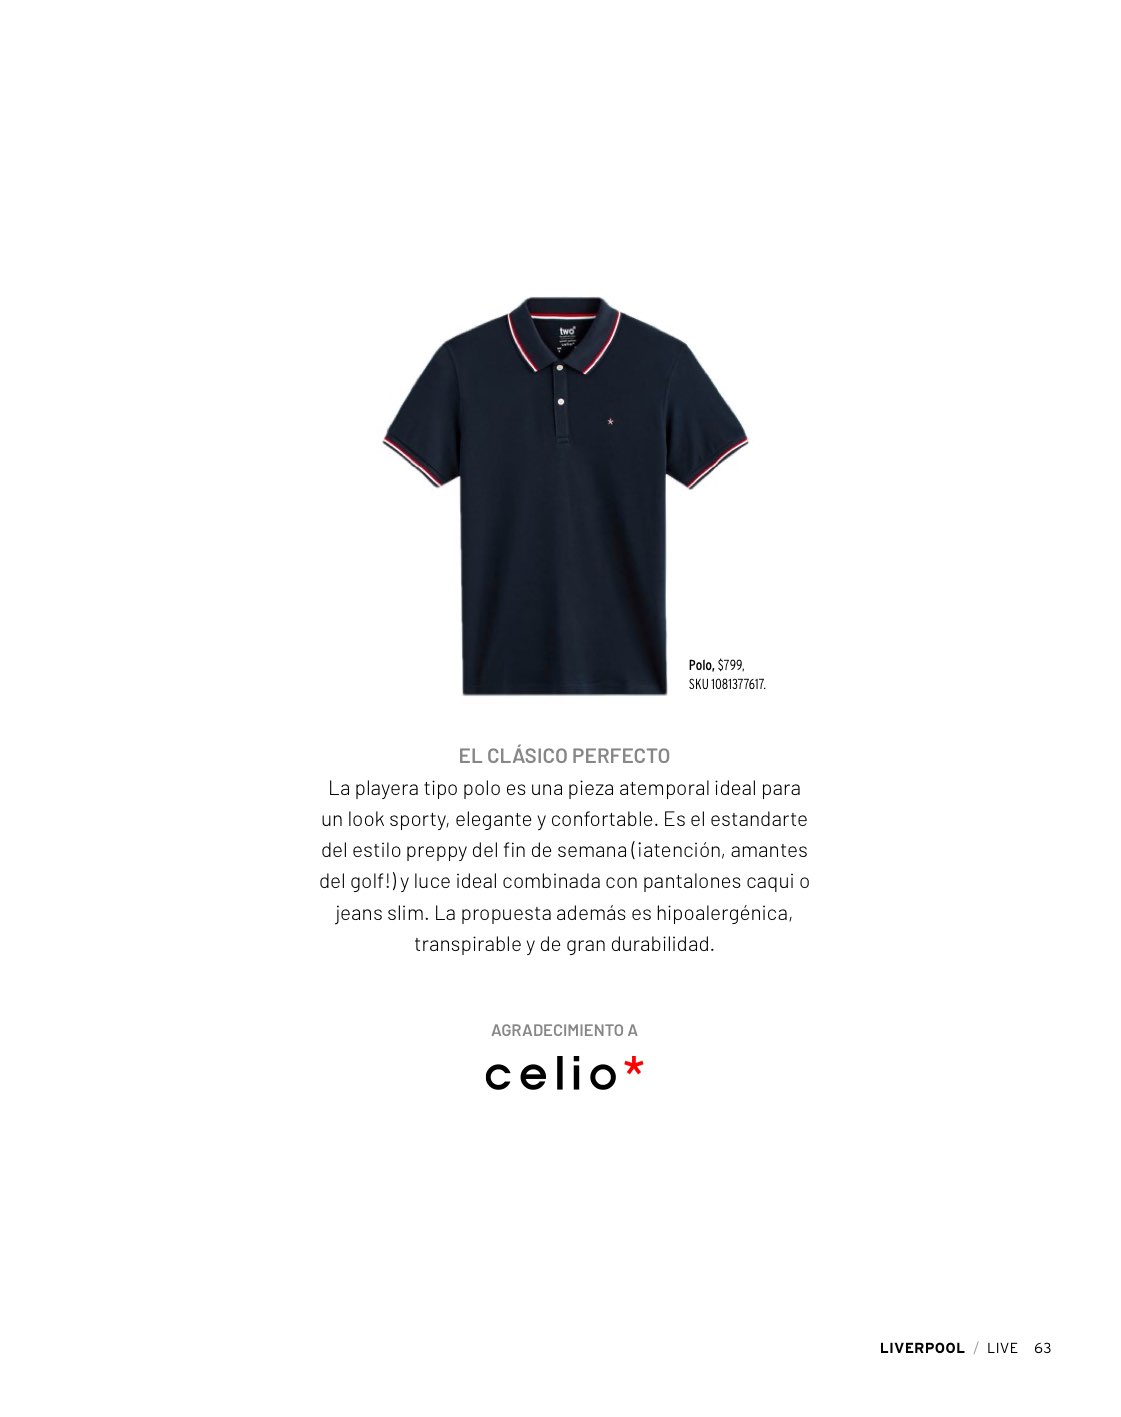 two
Polo, $799,
SKU 1081377617.
EL CLÁSICO PERFECTO
La playera tipo polo es una pieza atemporal ideal para
un look sporty, elegante y confortable. Es el estandarte
del estilo preppy del fin de semana (¡atención, amantes
del golf!) y luce ideal combinada con pantalones caqui o
jeans slim. La propuesta además es hipoalergénica,
transpirable y de gran durabilidad.
AGRADECIMIENTO A
celio*
LIVERPOOL / LIVE 63